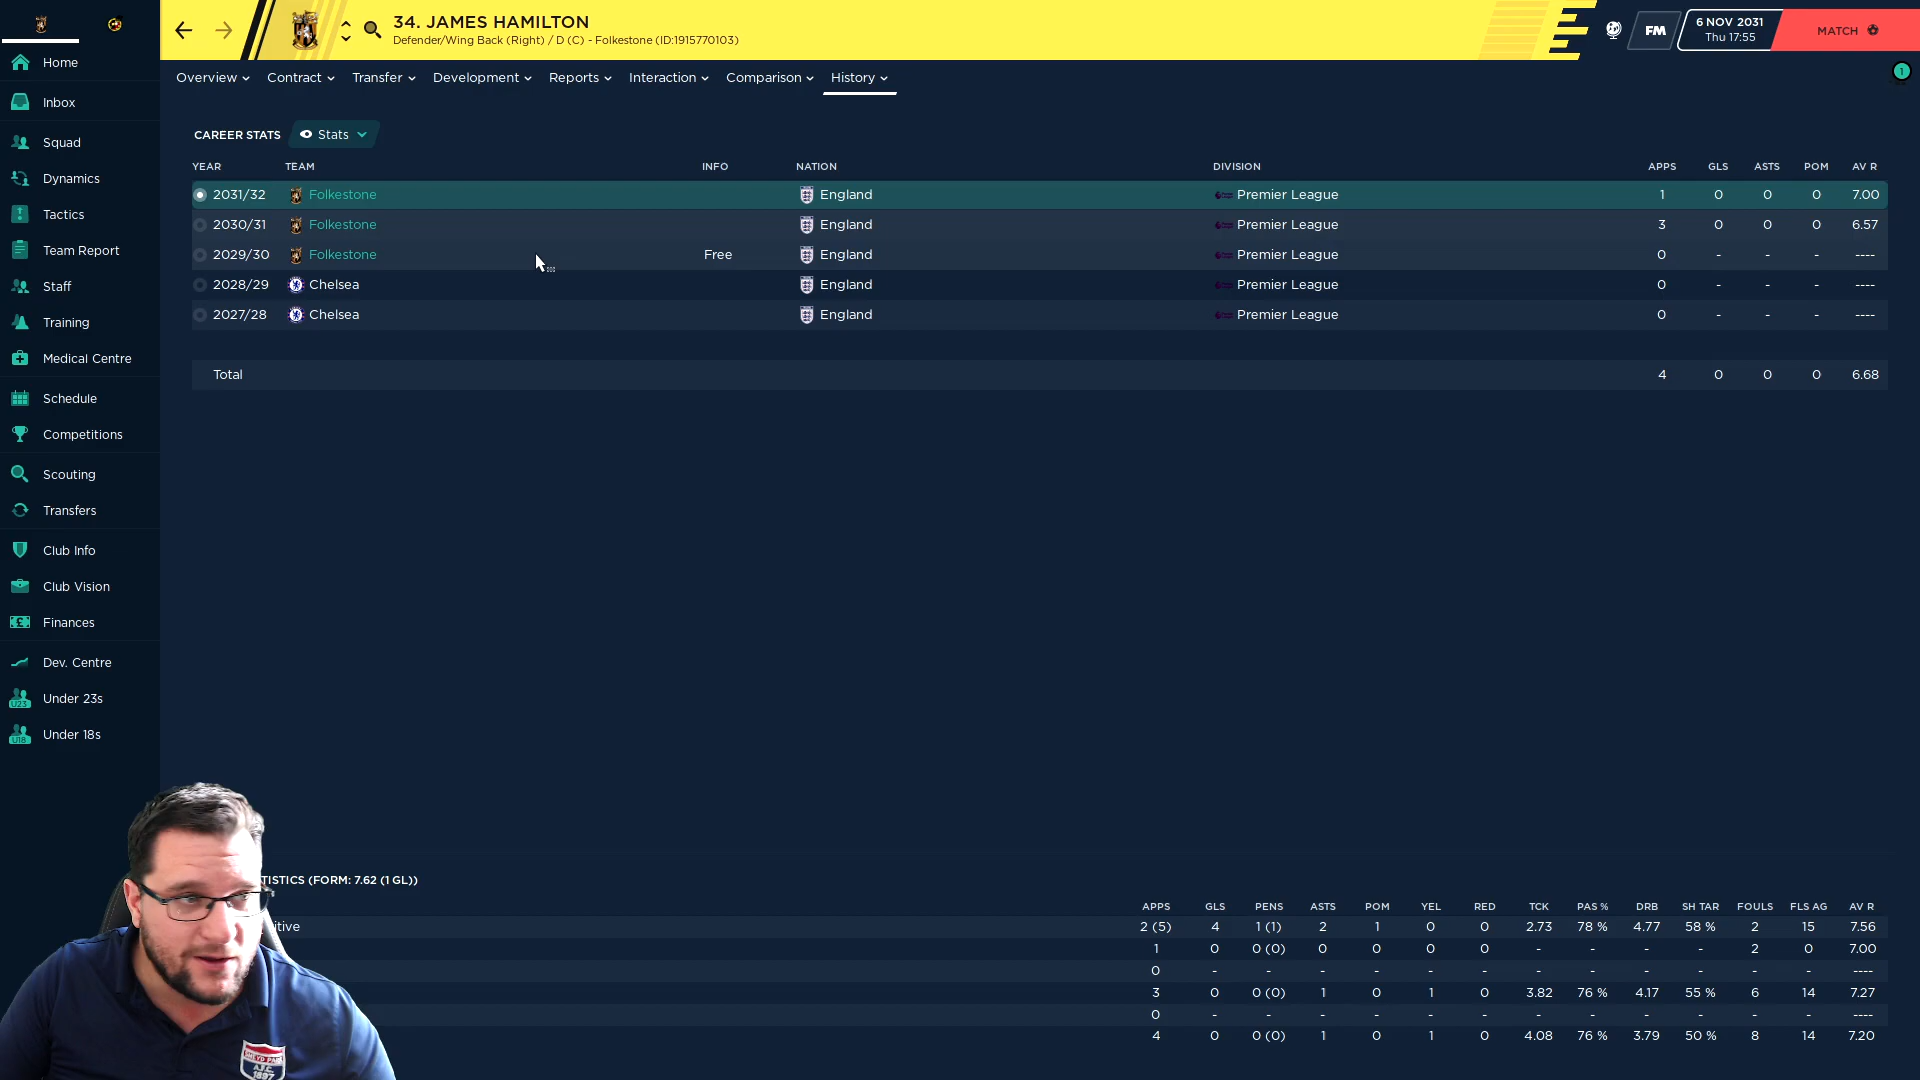 34. JAMES HAMILTON
Defender/Wing Back (Right) / D (C) - Folkestone (ID:1915770103)
FM
6 NOV 2031
Thu 17:55
MATCH
Home
Inbox
Squad
Dynamics
Tactics
Team Report
Staff
Training
Medical Centre
Schedule
Competitions
Scouting
Transfers
Club Info
Club Vision
Finances
Dev. Centre
U23 Under 23s
U18 Under 18s
Overview Contract Transfer Development Reports Interaction Comparison History
1
CAREER STATS Stats
YEAR TEAM INFO NATION DIVISION APPS GLS ASTS POM AV R
2031/32 Folkestone England Premier League 1 0 0 0 7.00
2030/31 Folkestone England Premier League 3 0 0 0 6.57
2029/30 Folkestone Free England Premier League 0 - - - ----
2028/29 Chelsea England Premier League 0 - - - ----
2027/28 Chelsea England Premier League 0 - - - ----
Total 4 0 0 0 6.68
TISTICS (FORM: 7.62 (1 GL))
APPS GLS PENS ASTS POM YEL RED TCK PAS % DRB SH TAR FOULS FLS AG AV R
itive 2 (5) 4 1 (1) 2 1 0 0 2.73 78 % 4.77 58 % 2 15 7.56
1 0 0 (0) 0 0 0 0 - - - - 2 0 7.00
0 - - - - - - - - - - - - ----
3 0 0 (0) 1 0 1 0 3.82 76 % 4.17 55 % 6 14 7.27
0 - - - - - - - - - - - - ----
4 0 0 (0) 1 0 1 0 4.08 76 % 3.79 50 % 8 14 7.20
A.F.C.
1897